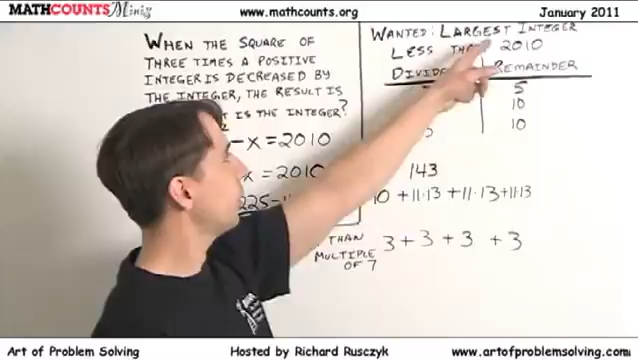 MATHCOUNTS Minis
www.mathcounts.org
January 2011
WHEN THE SQUARE OF
THREE TIMES A POSITIVE
INTEGER IS DECREASED BY
THE INTEGER, THE RESULT IS
IS THE INTEGER?
- x = 2010
- x = 2010
225 -
WANTED: LARGEST INTEGER
LESS 2010
REMAINDER
5
10
10
143
10 + 11·13 + 11·13 + 11·13
THAN
MULTIPLE
OF 7
3 + 3 + 3 + 3
Art of Problem Solving
Hosted by Richard Rusczyk
www.artofproblemsolving.com